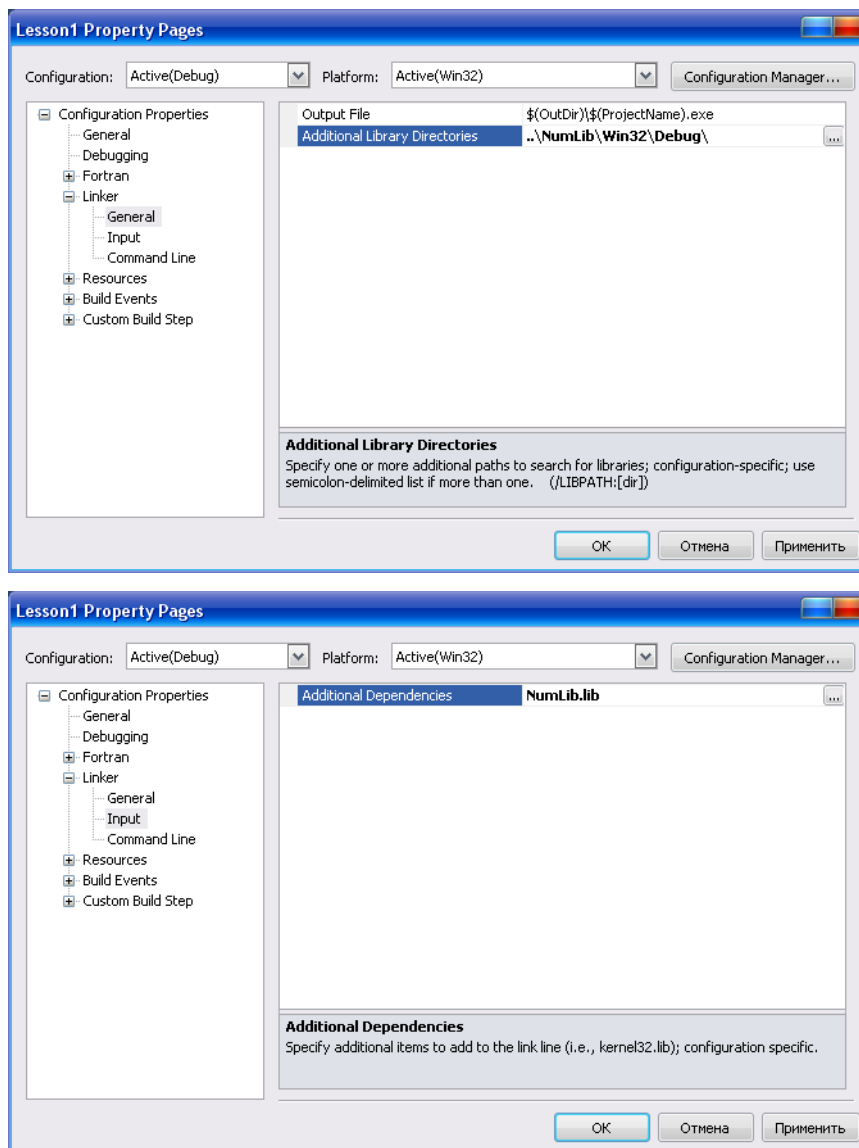 Lesson1 Property Pages
Configuration: Active(Debug) Platform: Active(Win32) Configuration Manager...
Configuration Properties
General
Debugging
Fortran
Linker
General
Input
Command Line
Resources
Build Events
Custom Build Step
Output File $(OutDir)\$(ProjectName).exe
Additional Library Directories ..\NumLib\Win32\Debug\ ...
Additional Library Directories
Specify one or more additional paths to search for libraries; configuration-specific; use
semicolon-delimited list if more than one. (/LIBPATH:[dir])
OK Отмена Применить
Lesson1 Property Pages
Configuration: Active(Debug) Platform: Active(Win32) Configuration Manager...
Configuration Properties
General
Debugging
Fortran
Linker
General
Input
Command Line
Resources
Build Events
Custom Build Step
Additional Dependencies NumLib.lib ...
Additional Dependencies
Specify additional items to add to the link line (i.e., kernel32.lib); configuration specific.
OK Отмена Применить